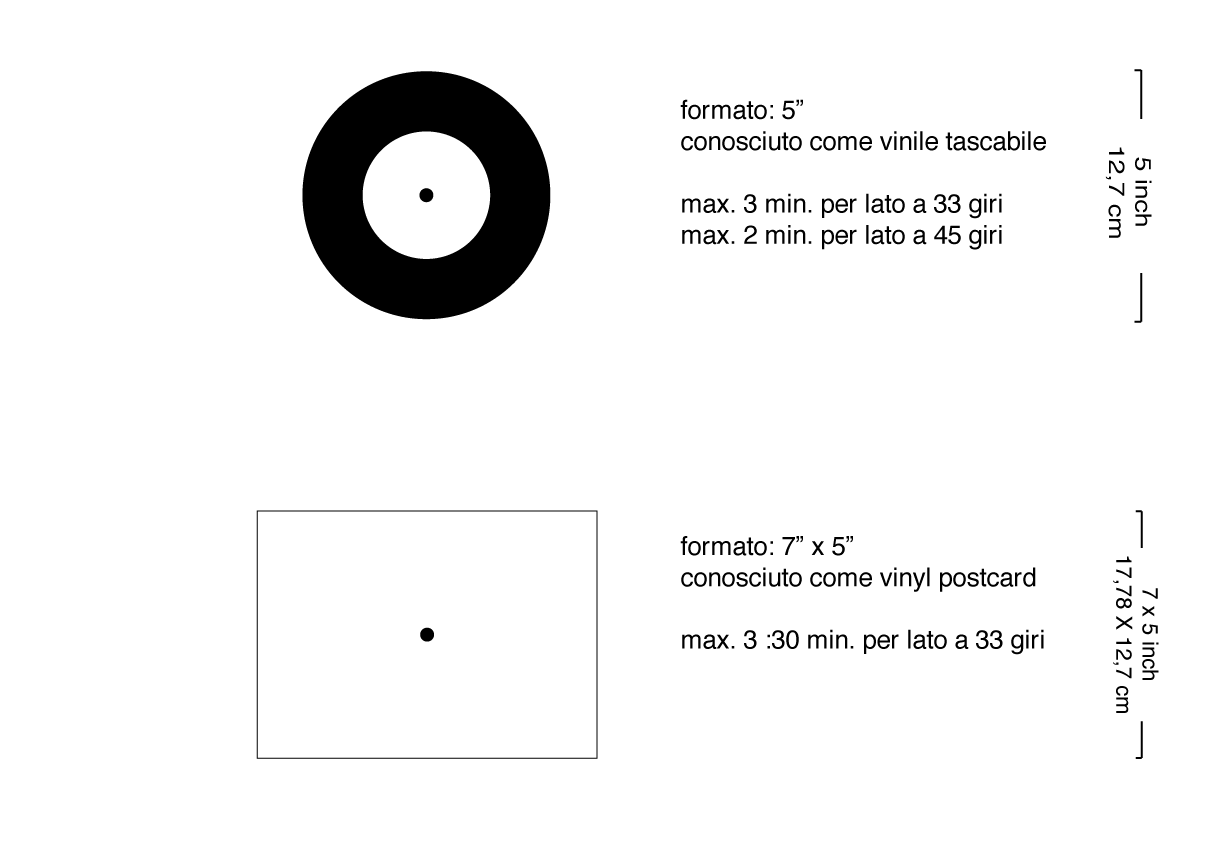 formato: 5”
conosciuto come vinile tascabile
max. 3 min. per lato a 33 giri
max. 2 min. per lato a 45 giri
5 inch
12,7 cm
formato: 7” x 5”
conosciuto come vinyl postcard
max. 3 :30 min. per lato a 33 giri
7 x 5 inch
17,78 X 12,7 cm